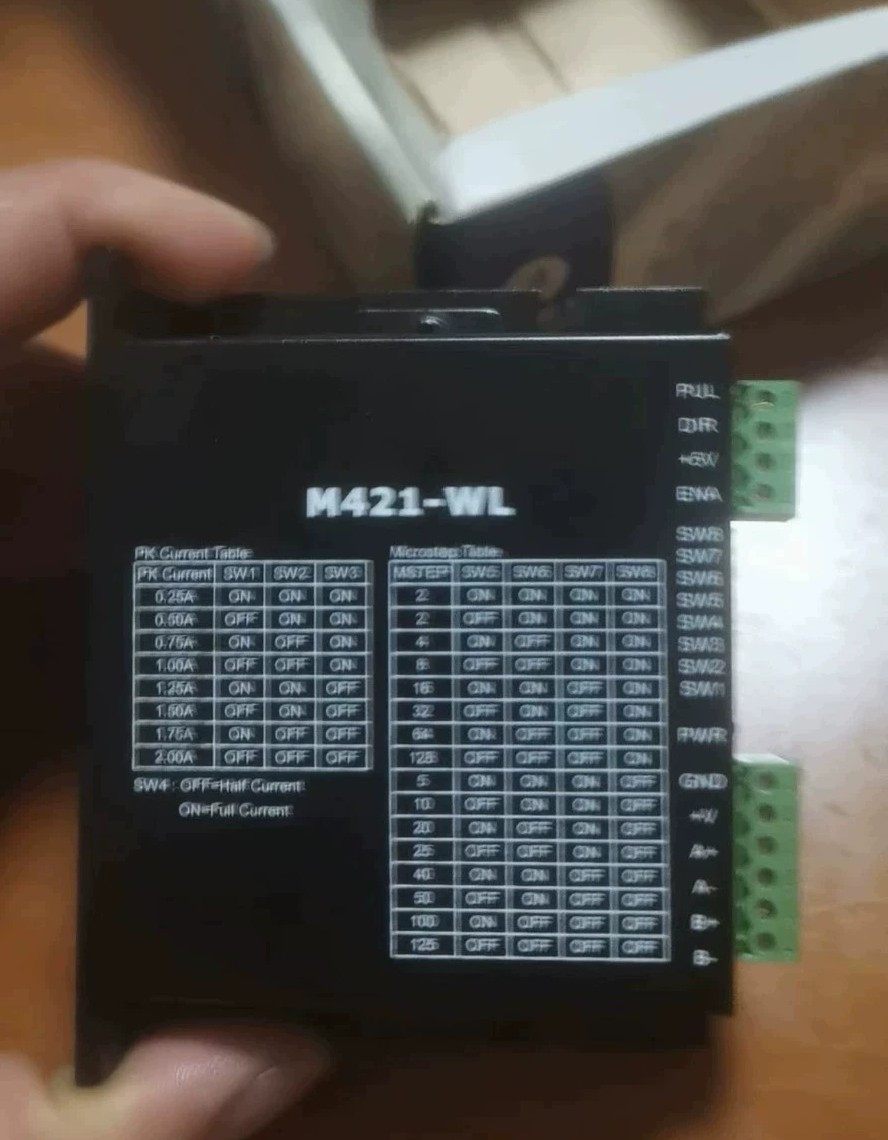 M421-WL
PK Current Table
PK Current SW1 SW2 SW3
0.25A ON ON ON
0.50A OFF ON ON
0.75A ON OFF ON
1.00A OFF OFF ON
1.25A ON ON OFF
1.50A OFF ON OFF
1.75A ON OFF OFF
2.00A OFF OFF OFF
SW4 : OFF=Half Current
ON=Full Current
Microstep Table
MSTEP SW5 SW6 SW7 SW8
2 ON ON ON ON
2 OFF ON ON ON
4 ON OFF ON ON
8 OFF OFF ON ON
16 ON ON OFF ON
32 OFF ON OFF ON
64 ON OFF OFF ON
128 OFF OFF OFF ON
5 ON ON ON OFF
10 OFF ON ON OFF
20 ON OFF ON OFF
25 OFF OFF ON OFF
40 ON ON OFF OFF
50 OFF ON OFF OFF
100 ON OFF OFF OFF
125 OFF OFF OFF OFF
PUL
DIR
+5V
ENA
SW8
SW7
SW6
SW5
SW4
SW3
SW2
SW1
PWR
GND
+V
A+
A-
B+
B-